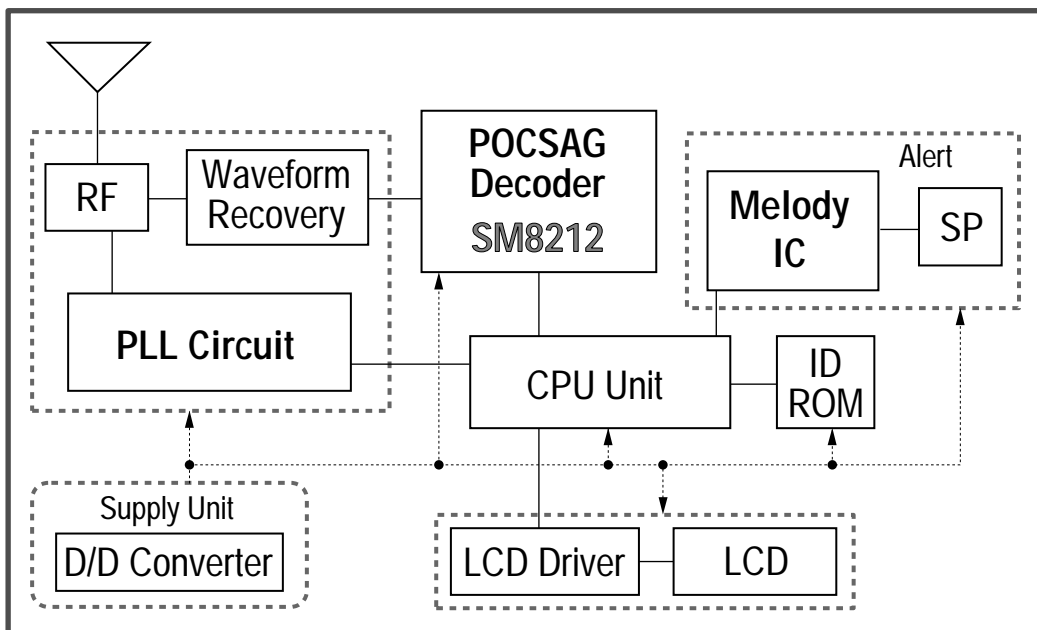 POCSAG
Decoder
SM8212
Alert
RF
Waveform
Recovery
Melody
IC
SP
PLL Circuit
CPU Unit
ID
ROM
Supply Unit
D/D Converter
LCD Driver
LCD